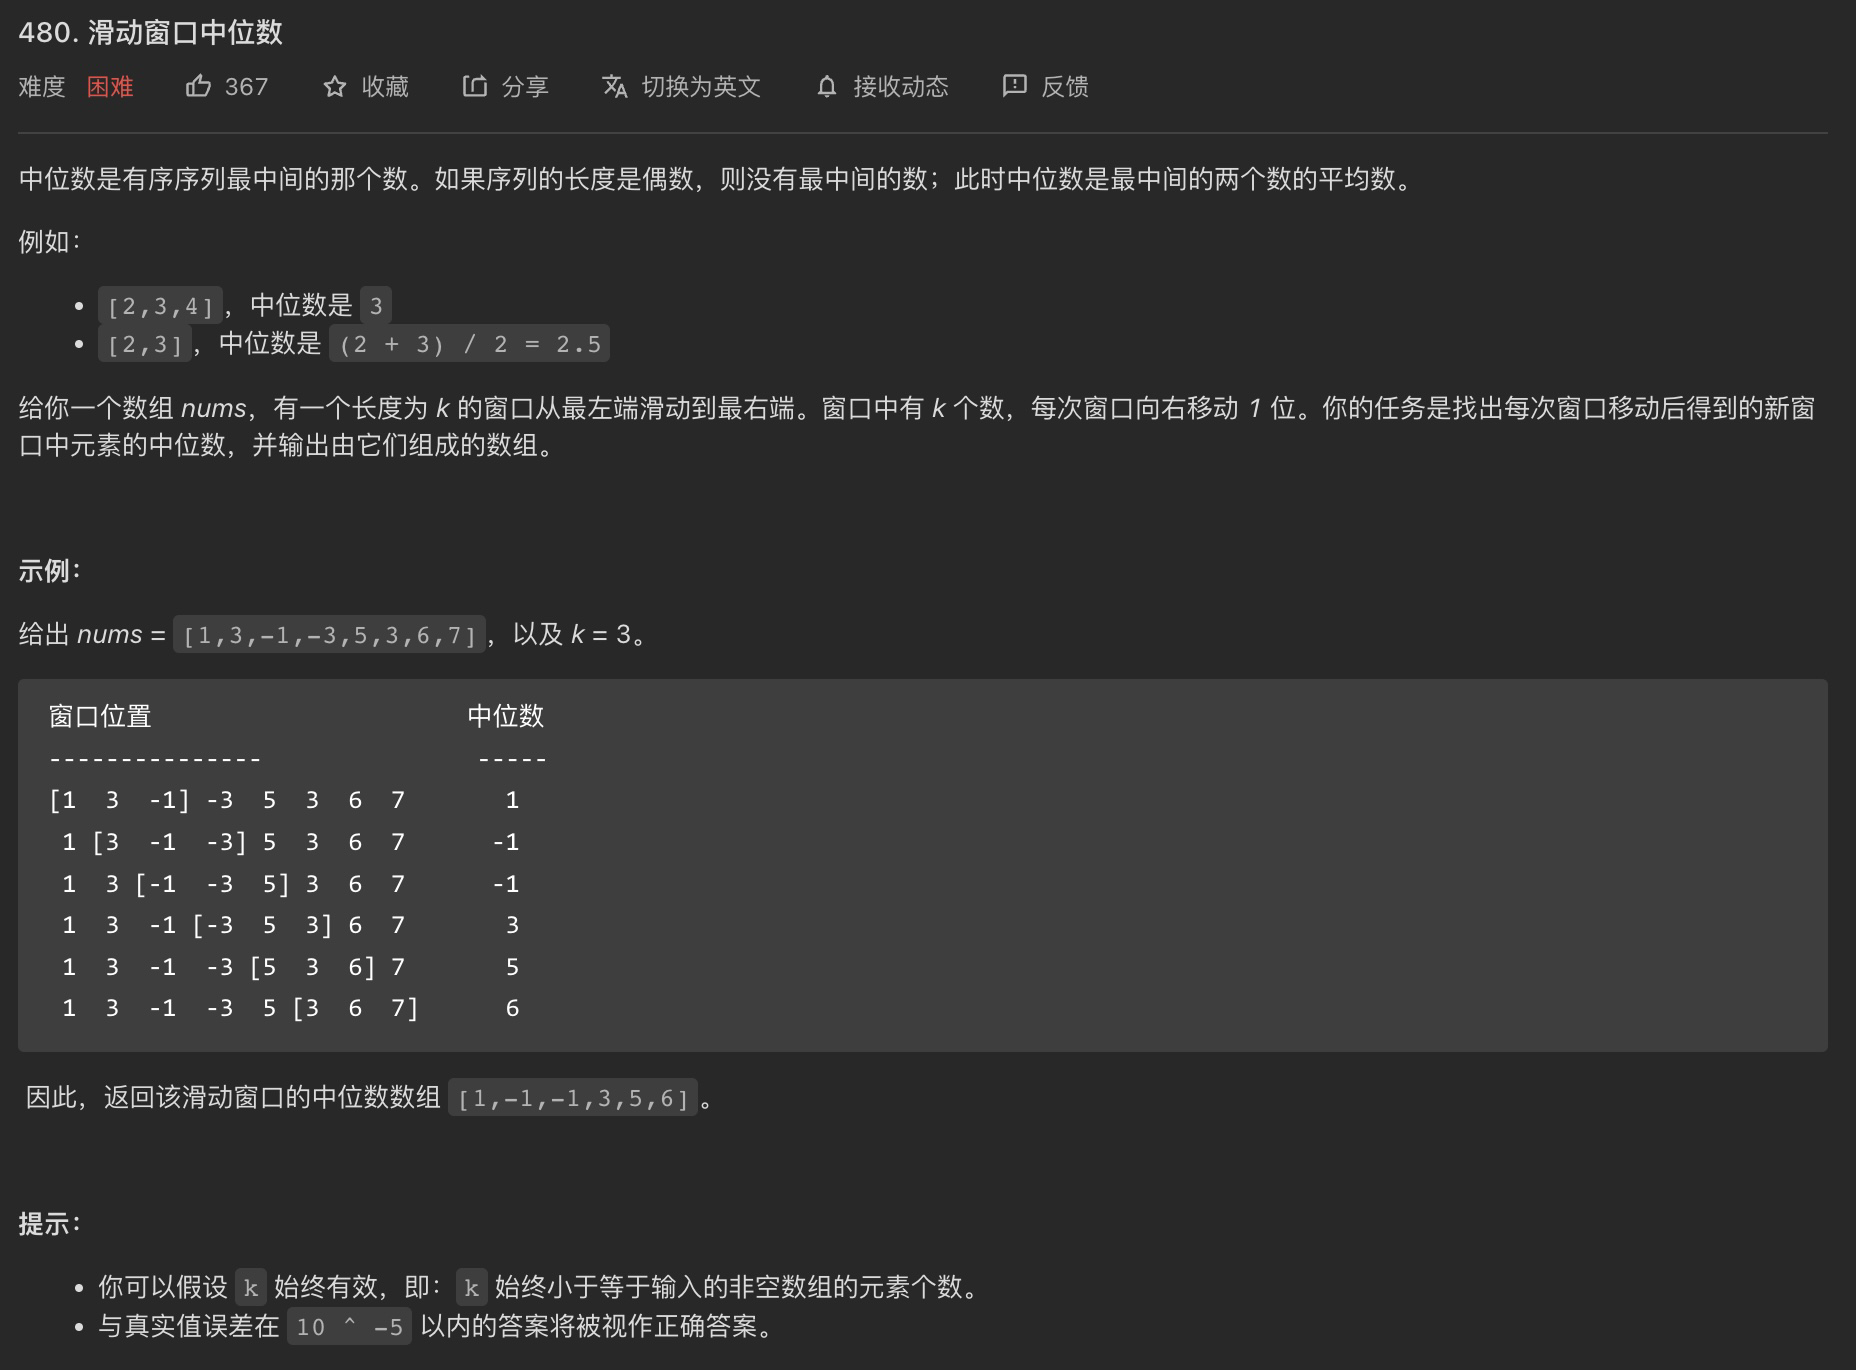 480. 滑动窗口中位数
难度 困难 367 收藏 分享 切换为英文 接收动态 反馈
中位数是有序序列最中间的那个数。如果序列的长度是偶数，则没有最中间的数；此时中位数是最中间的两个数的平均数。
例如：
• [2,3,4]，中位数是 3
• [2,3]，中位数是 (2 + 3) / 2 = 2.5
给你一个数组 nums，有一个长度为 k 的窗口从最左端滑动到最右端。窗口中有 k 个数，每次窗口向右移动 1 位。你的任务是找出每次窗口移动后得到的新窗
口中元素的中位数，并输出由它们组成的数组。
示例：
给出 nums = [1,3,-1,-3,5,3,6,7]，以及 k = 3。
窗口位置                      中位数
---------------               -----
[1  3  -1] -3  5  3  6  7      1
 1 [3  -1  -3] 5  3  6  7     -1
 1  3 [-1  -3  5] 3  6  7     -1
 1  3  -1 [-3  5  3] 6  7      3
 1  3  -1  -3 [5  3  6] 7      5
 1  3  -1  -3  5 [3  6  7]     6
因此，返回该滑动窗口的中位数数组 [1,-1,-1,3,5,6]。
提示：
• 你可以假设 k 始终有效，即：k 始终小于等于输入的非空数组的元素个数。
• 与真实值误差在 10 ^ -5 以内的答案将被视作正确答案。